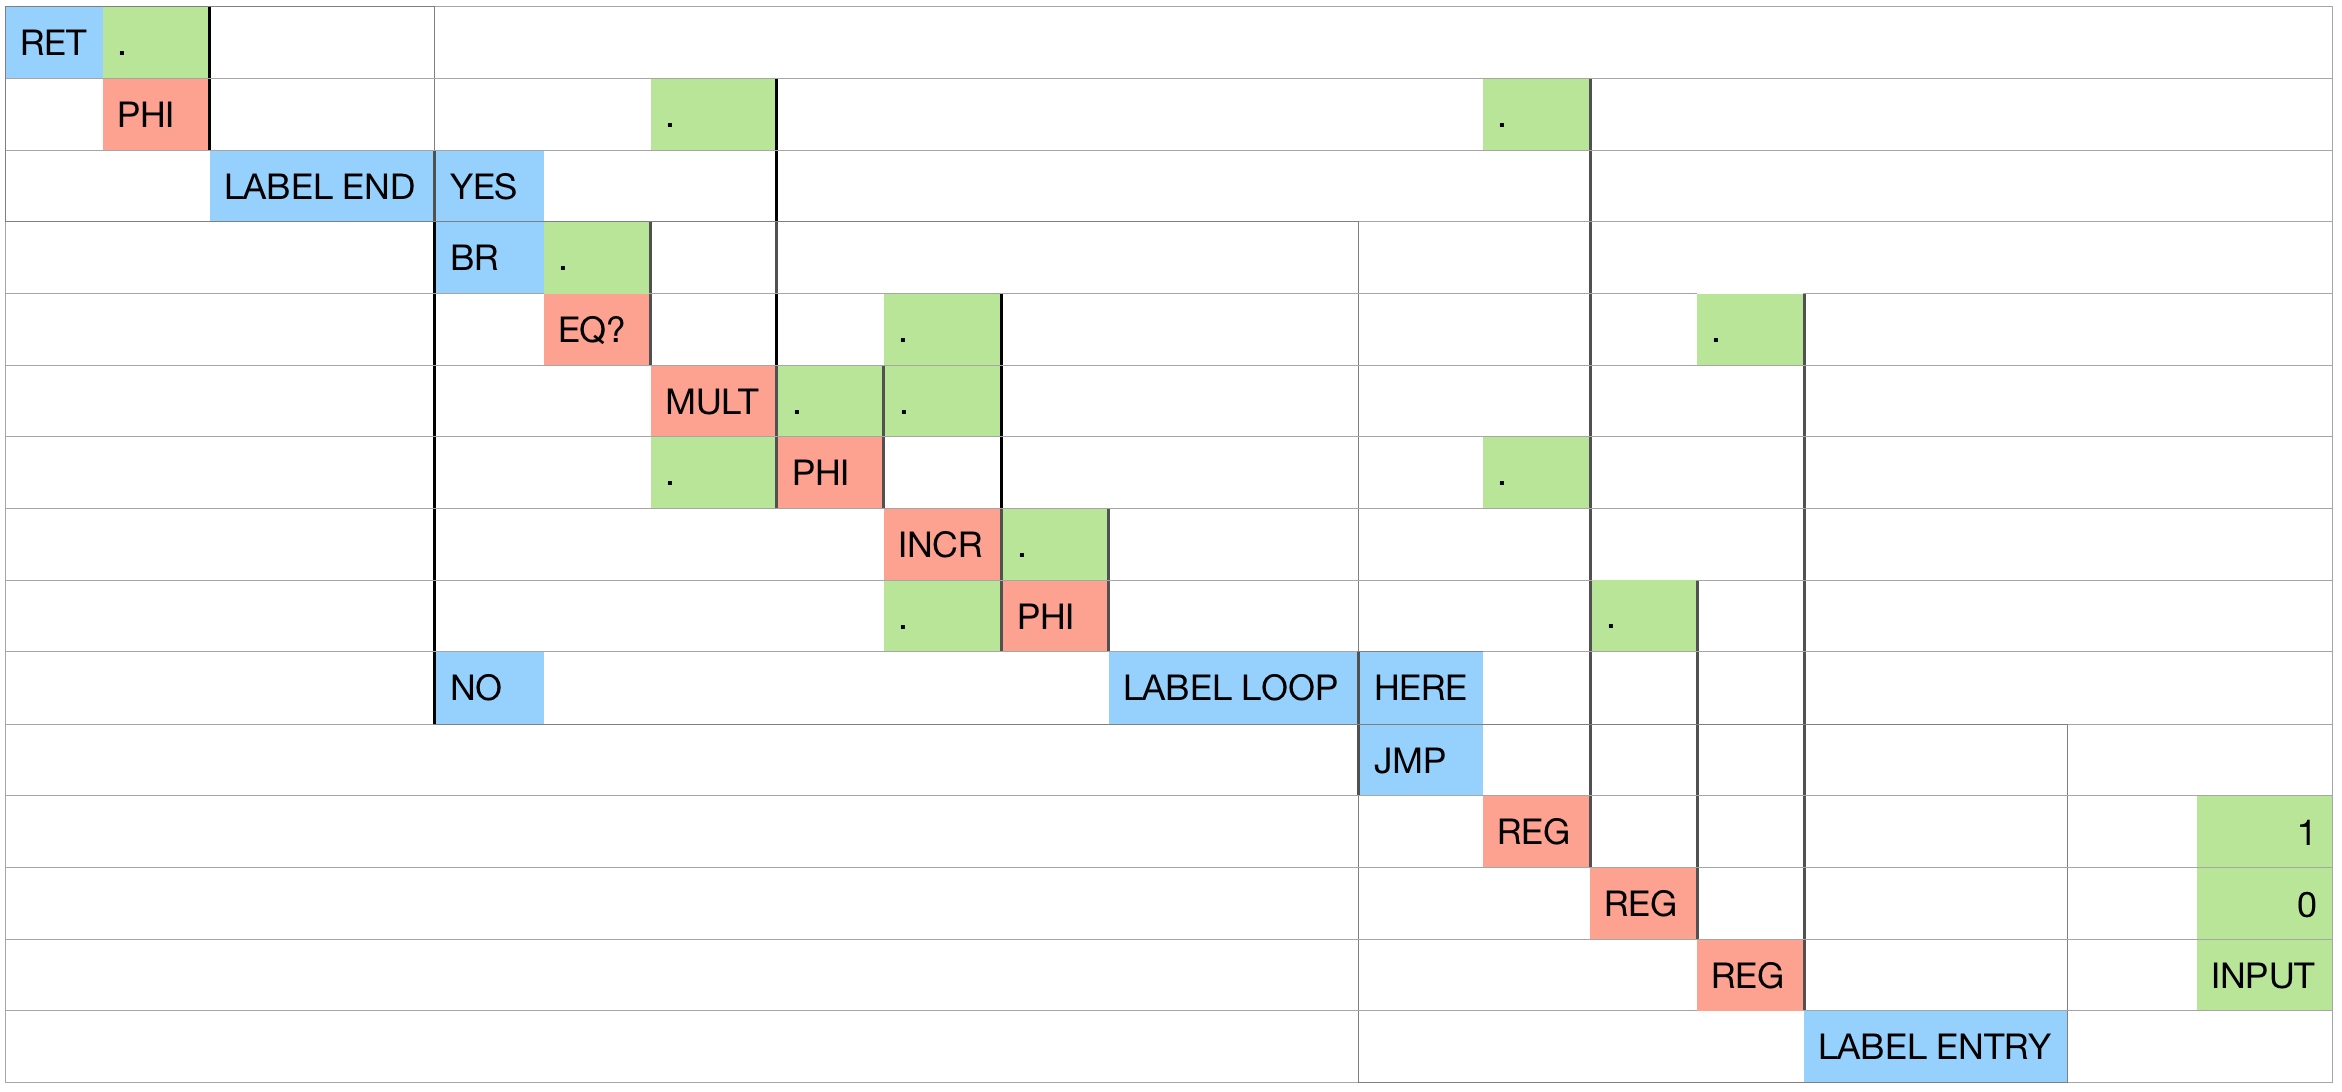 RET .
PHI . .
LABEL END YES
BR .
EQ? . .
MULT . .
. PHI .
INCR .
. PHI .
NO LABEL LOOP HERE
JMP
REG 1
REG 0
REG INPUT
LABEL ENTRY